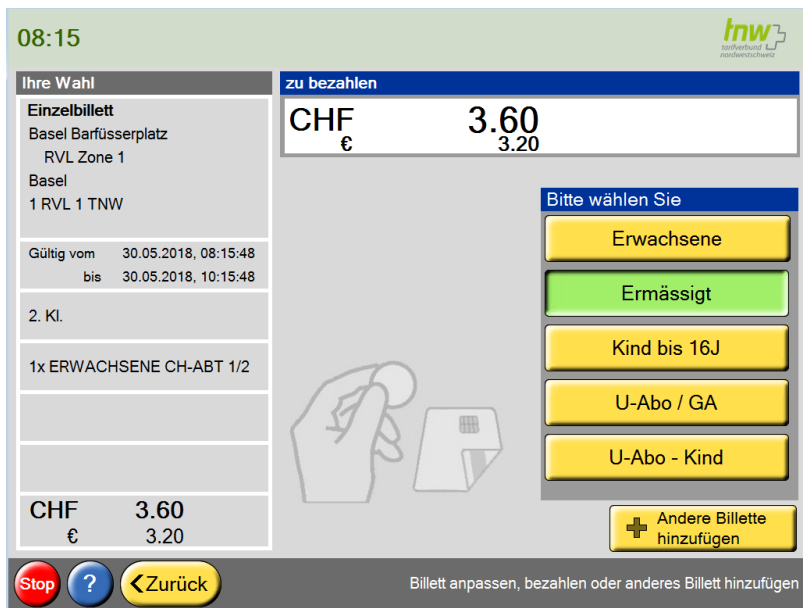 08:15
tnw
tarifverbund
nordwestschweiz
Ihre Wahl
Einzelbillett
Basel Barfüsserplatz
RVL Zone 1
Basel
1 RVL 1 TNW
Gültig vom 30.05.2018, 08:15:48
bis 30.05.2018, 10:15:48
2. Kl.
1x ERWACHSENE CH-ABT 1/2
CHF 3.60
€ 3.20
zu bezahlen
CHF 3.60
€ 3.20
Bitte wählen Sie
Erwachsene
Ermässigt
Kind bis 16J
U-Abo / GA
U-Abo - Kind
Andere Billette
hinzufügen
Stop ? Zurück
Billett anpassen, bezahlen oder anderes Billett hinzufügen